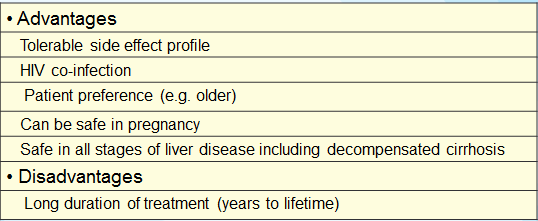 • Advantages
Tolerable side effect profile
HIV co-infection
Patient preference (e.g. older)
Can be safe in pregnancy
Safe in all stages of liver disease including decompensated cirrhosis
• Disadvantages
Long duration of treatment (years to lifetime)